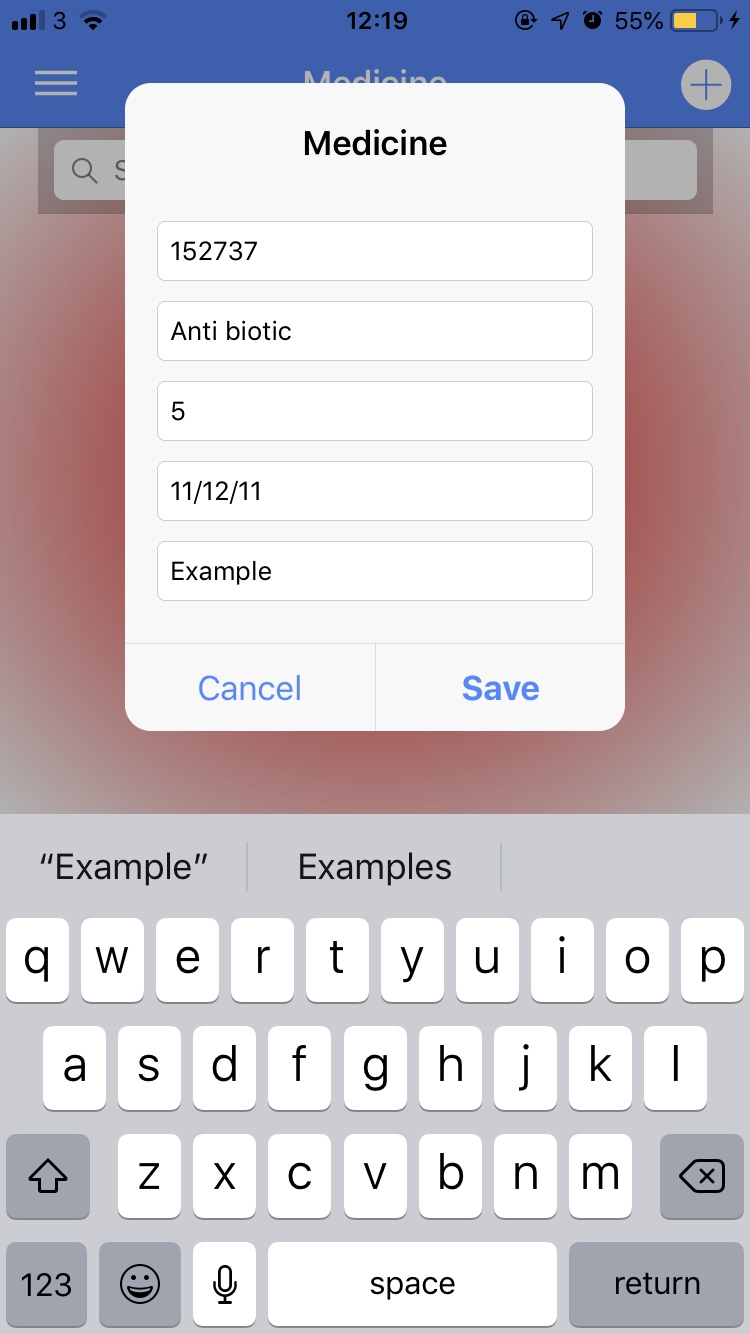 3 12:19 55%
Medicine
S
Medicine
152737
Anti biotic
5
11/12/11
Example
Cancel Save
“Example” Examples
q w e r t y u i o p
a s d f g h j k l
z x c v b n m
123 space return